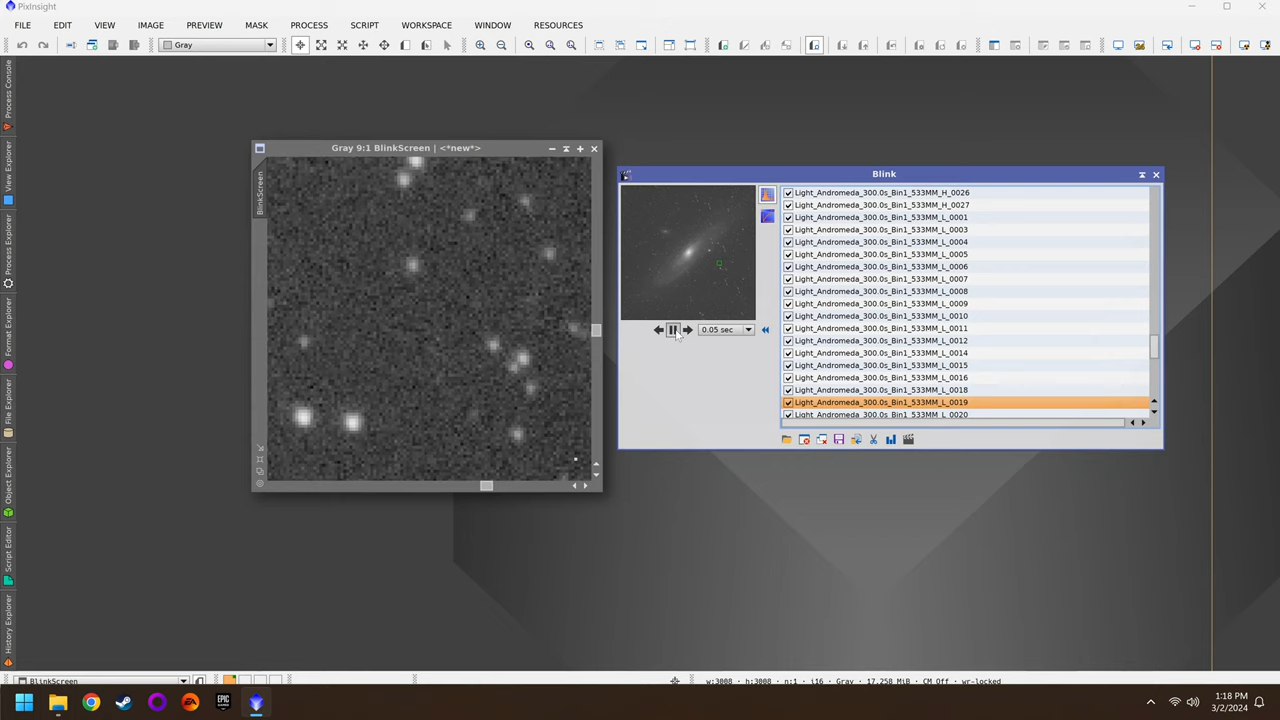 PixInsight
FILE EDIT VIEW IMAGE PREVIEW MASK PROCESS SCRIPT WORKSPACE WINDOW RESOURCES
Gray
Process Console
View Explorer
Process Explorer
Format Explorer
File Explorer
Object Explorer
Script Editor
History Explorer
Gray 9:1 BlinkScreen | <*new*>
BlinkScreen
Blink
0.05 sec
Light_Andromeda_300.0s_Bin1_533MM_H_0026
Light_Andromeda_300.0s_Bin1_533MM_H_0027
Light_Andromeda_300.0s_Bin1_533MM_L_0001
Light_Andromeda_300.0s_Bin1_533MM_L_0003
Light_Andromeda_300.0s_Bin1_533MM_L_0004
Light_Andromeda_300.0s_Bin1_533MM_L_0005
Light_Andromeda_300.0s_Bin1_533MM_L_0006
Light_Andromeda_300.0s_Bin1_533MM_L_0007
Light_Andromeda_300.0s_Bin1_533MM_L_0008
Light_Andromeda_300.0s_Bin1_533MM_L_0009
Light_Andromeda_300.0s_Bin1_533MM_L_0010
Light_Andromeda_300.0s_Bin1_533MM_L_0011
Light_Andromeda_300.0s_Bin1_533MM_L_0012
Light_Andromeda_300.0s_Bin1_533MM_L_0014
Light_Andromeda_300.0s_Bin1_533MM_L_0015
Light_Andromeda_300.0s_Bin1_533MM_L_0016
Light_Andromeda_300.0s_Bin1_533MM_L_0018
Light_Andromeda_300.0s_Bin1_533MM_L_0019
Light_Andromeda_300.0s_Bin1_533MM_L_0020
BlinkScreen
w:3008 · h:3008 · n:1 · i16 · Gray · 17.258 MiB · CM Off · wr-locked
EA
EPIC GAMES
1:18 PM
3/2/2024